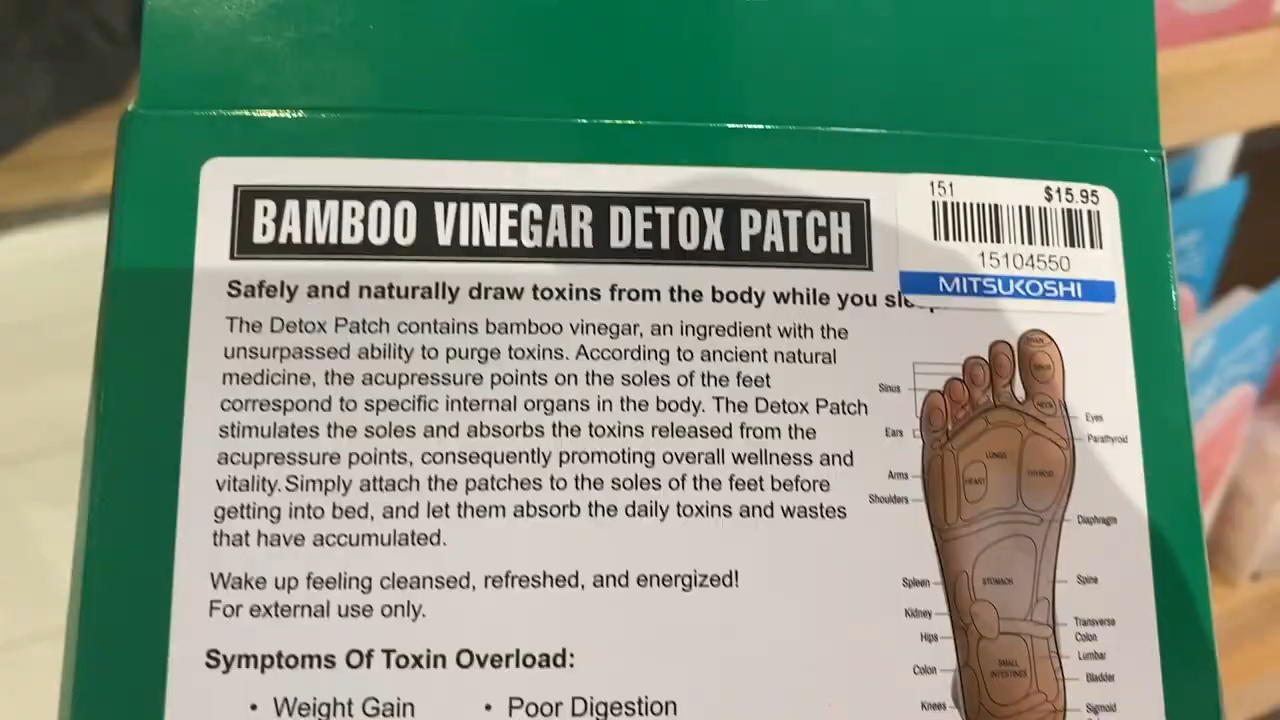 BAMBOO VINEGAR DETOX PATCH
151 $15.95
15104550
MITSUKOSHI
Safely and naturally draw toxins from the body while you
The Detox Patch contains bamboo vinegar, an ingredient with the
unsurpassed ability to purge toxins. According to ancient natural
medicine, the acupressure points on the soles of the feet
correspond to specific internal organs in the body. The Detox Patch
stimulates the soles and absorbs the toxins released from the
acupressure points, consequently promoting overall wellness and
vitality. Simply attach the patches to the soles of the feet before
getting into bed, and let them absorb the daily toxins and wastes
that have accumulated.
Wake up feeling cleansed, refreshed, and energized!
For external use only.
Symptoms Of Toxin Overload:
• Weight Gain • Poor Digestion
BRAIN
SINUS
Sinus
NECK
Eyes
Ears
Parathyroid
LUNGS
Arms
HEART
THYROID
Shoulders
Diaphragm
Spleen
STOMACH
Spine
Kidney
Transverse
Colon
Hips
Lumbar
Colon
SMALL
INTESTINES
Bladder
Knees
Sigmoid